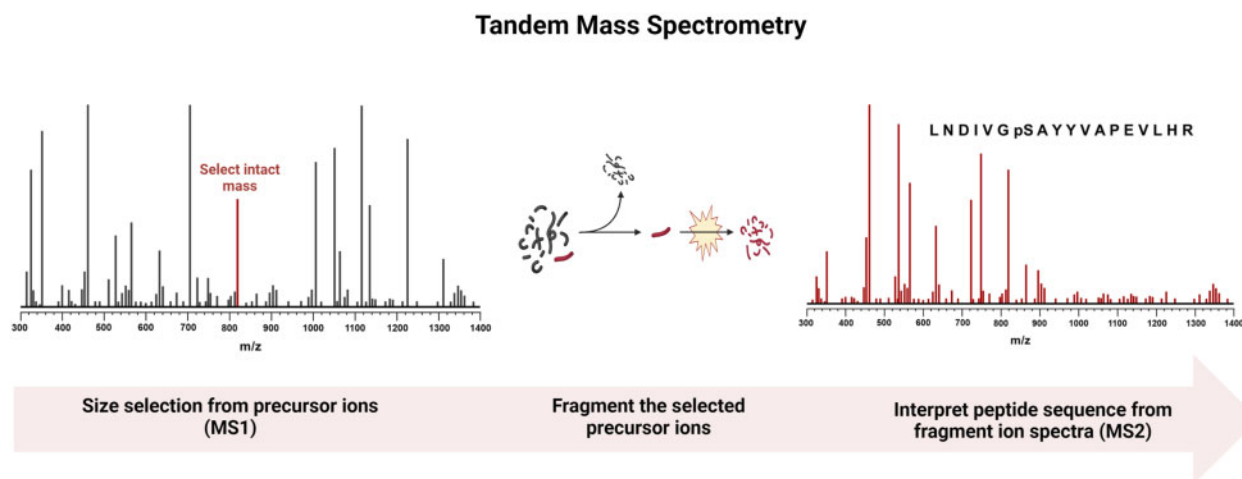 Tandem Mass Spectrometry
Select intact
mass
300 400 500 600 700 800 900 1000 1100 1200 1300 1400
m/z
L N D I V G pS A Y Y V A P E V L H R
300 400 500 600 700 800 900 1000 1100 1200 1300 1400
m/z
Size selection from precursor ions
(MS1)
Fragment the selected
precursor ions
Interpret peptide sequence from
fragment ion spectra (MS2)